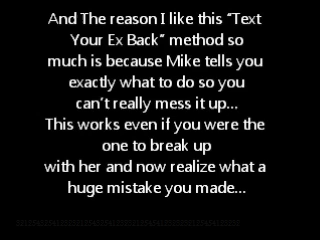 And The reason I like this “Text
Your Ex Back” method so
much is because Mike tells you
exactly what to do so you
can’t really mess it up...
This works even if you were the
one to break up
with her and now realize what a
huge mistake you made...